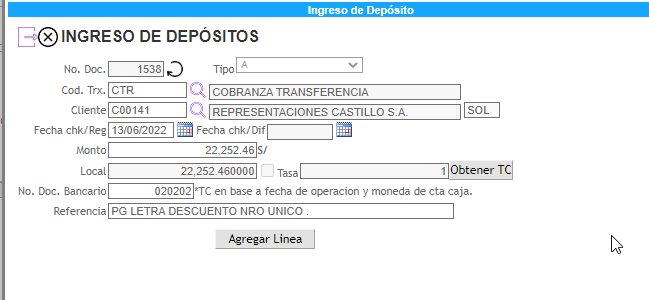 Ingreso de Depósito
INGRESO DE DEPÓSITOS
No. Doc. 1538 Tipo A
Cod. Trx. CTR COBRANZA TRANSFERENCIA
Cliente C00141 REPRESENTACIONES CASTILLO S.A. SOL
Fecha chk/Reg 13/06/2022 Fecha chk/Dif
Monto 22,252.46 S/
Local 22,252.460000 Tasa 1 Obtener TC
No. Doc. Bancario 020202 *TC en base a fecha de operacion y moneda de cta caja.
Referencia PG LETRA DESCUENTO NRO UNICO .
Agregar Linea